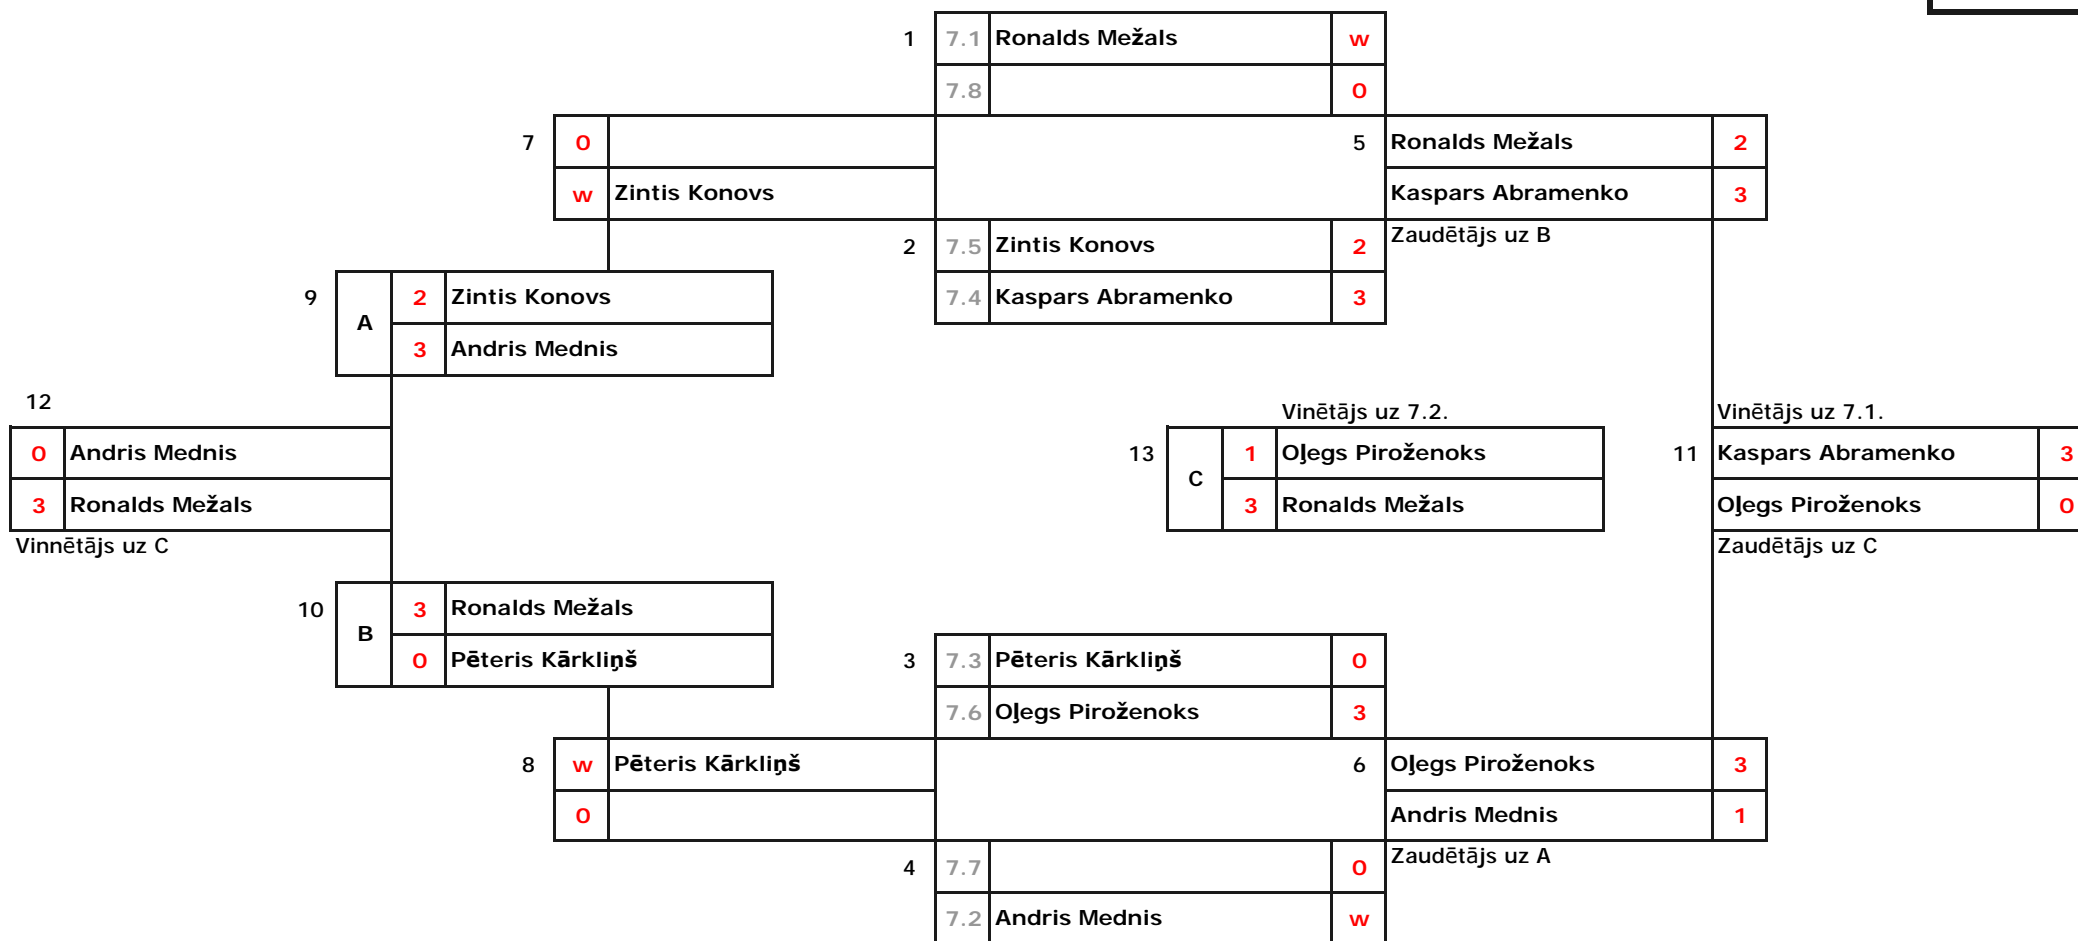 1 7.1 Ronalds Mežals w
7.8 0
7 0 5 Ronalds Mežals 2
w Zintis Konovs Kaspars Abramenko 3
2 7.5 Zintis Konovs 2 Zaudētājs uz B
9 A 2 Zintis Konovs 7.4 Kaspars Abramenko 3
3 Andris Mednis
12 Vinētājs uz 7.2. Vinētājs uz 7.1.
0 Andris Mednis 13 C 1 Oļegs Piroženoks 11 Kaspars Abramenko 3
3 Ronalds Mežals 3 Ronalds Mežals Oļegs Piroženoks 0
Vinnētājs uz C Zaudētājs uz C
10 B 3 Ronalds Mežals
0 Pēteris Kārkliņš 3 7.3 Pēteris Kārkliņš 0
7.6 Oļegs Piroženoks 3
8 w Pēteris Kārkliņš 6 Oļegs Piroženoks 3
0 Andris Mednis 1
4 7.7 0 Zaudētājs uz A
7.2 Andris Mednis w